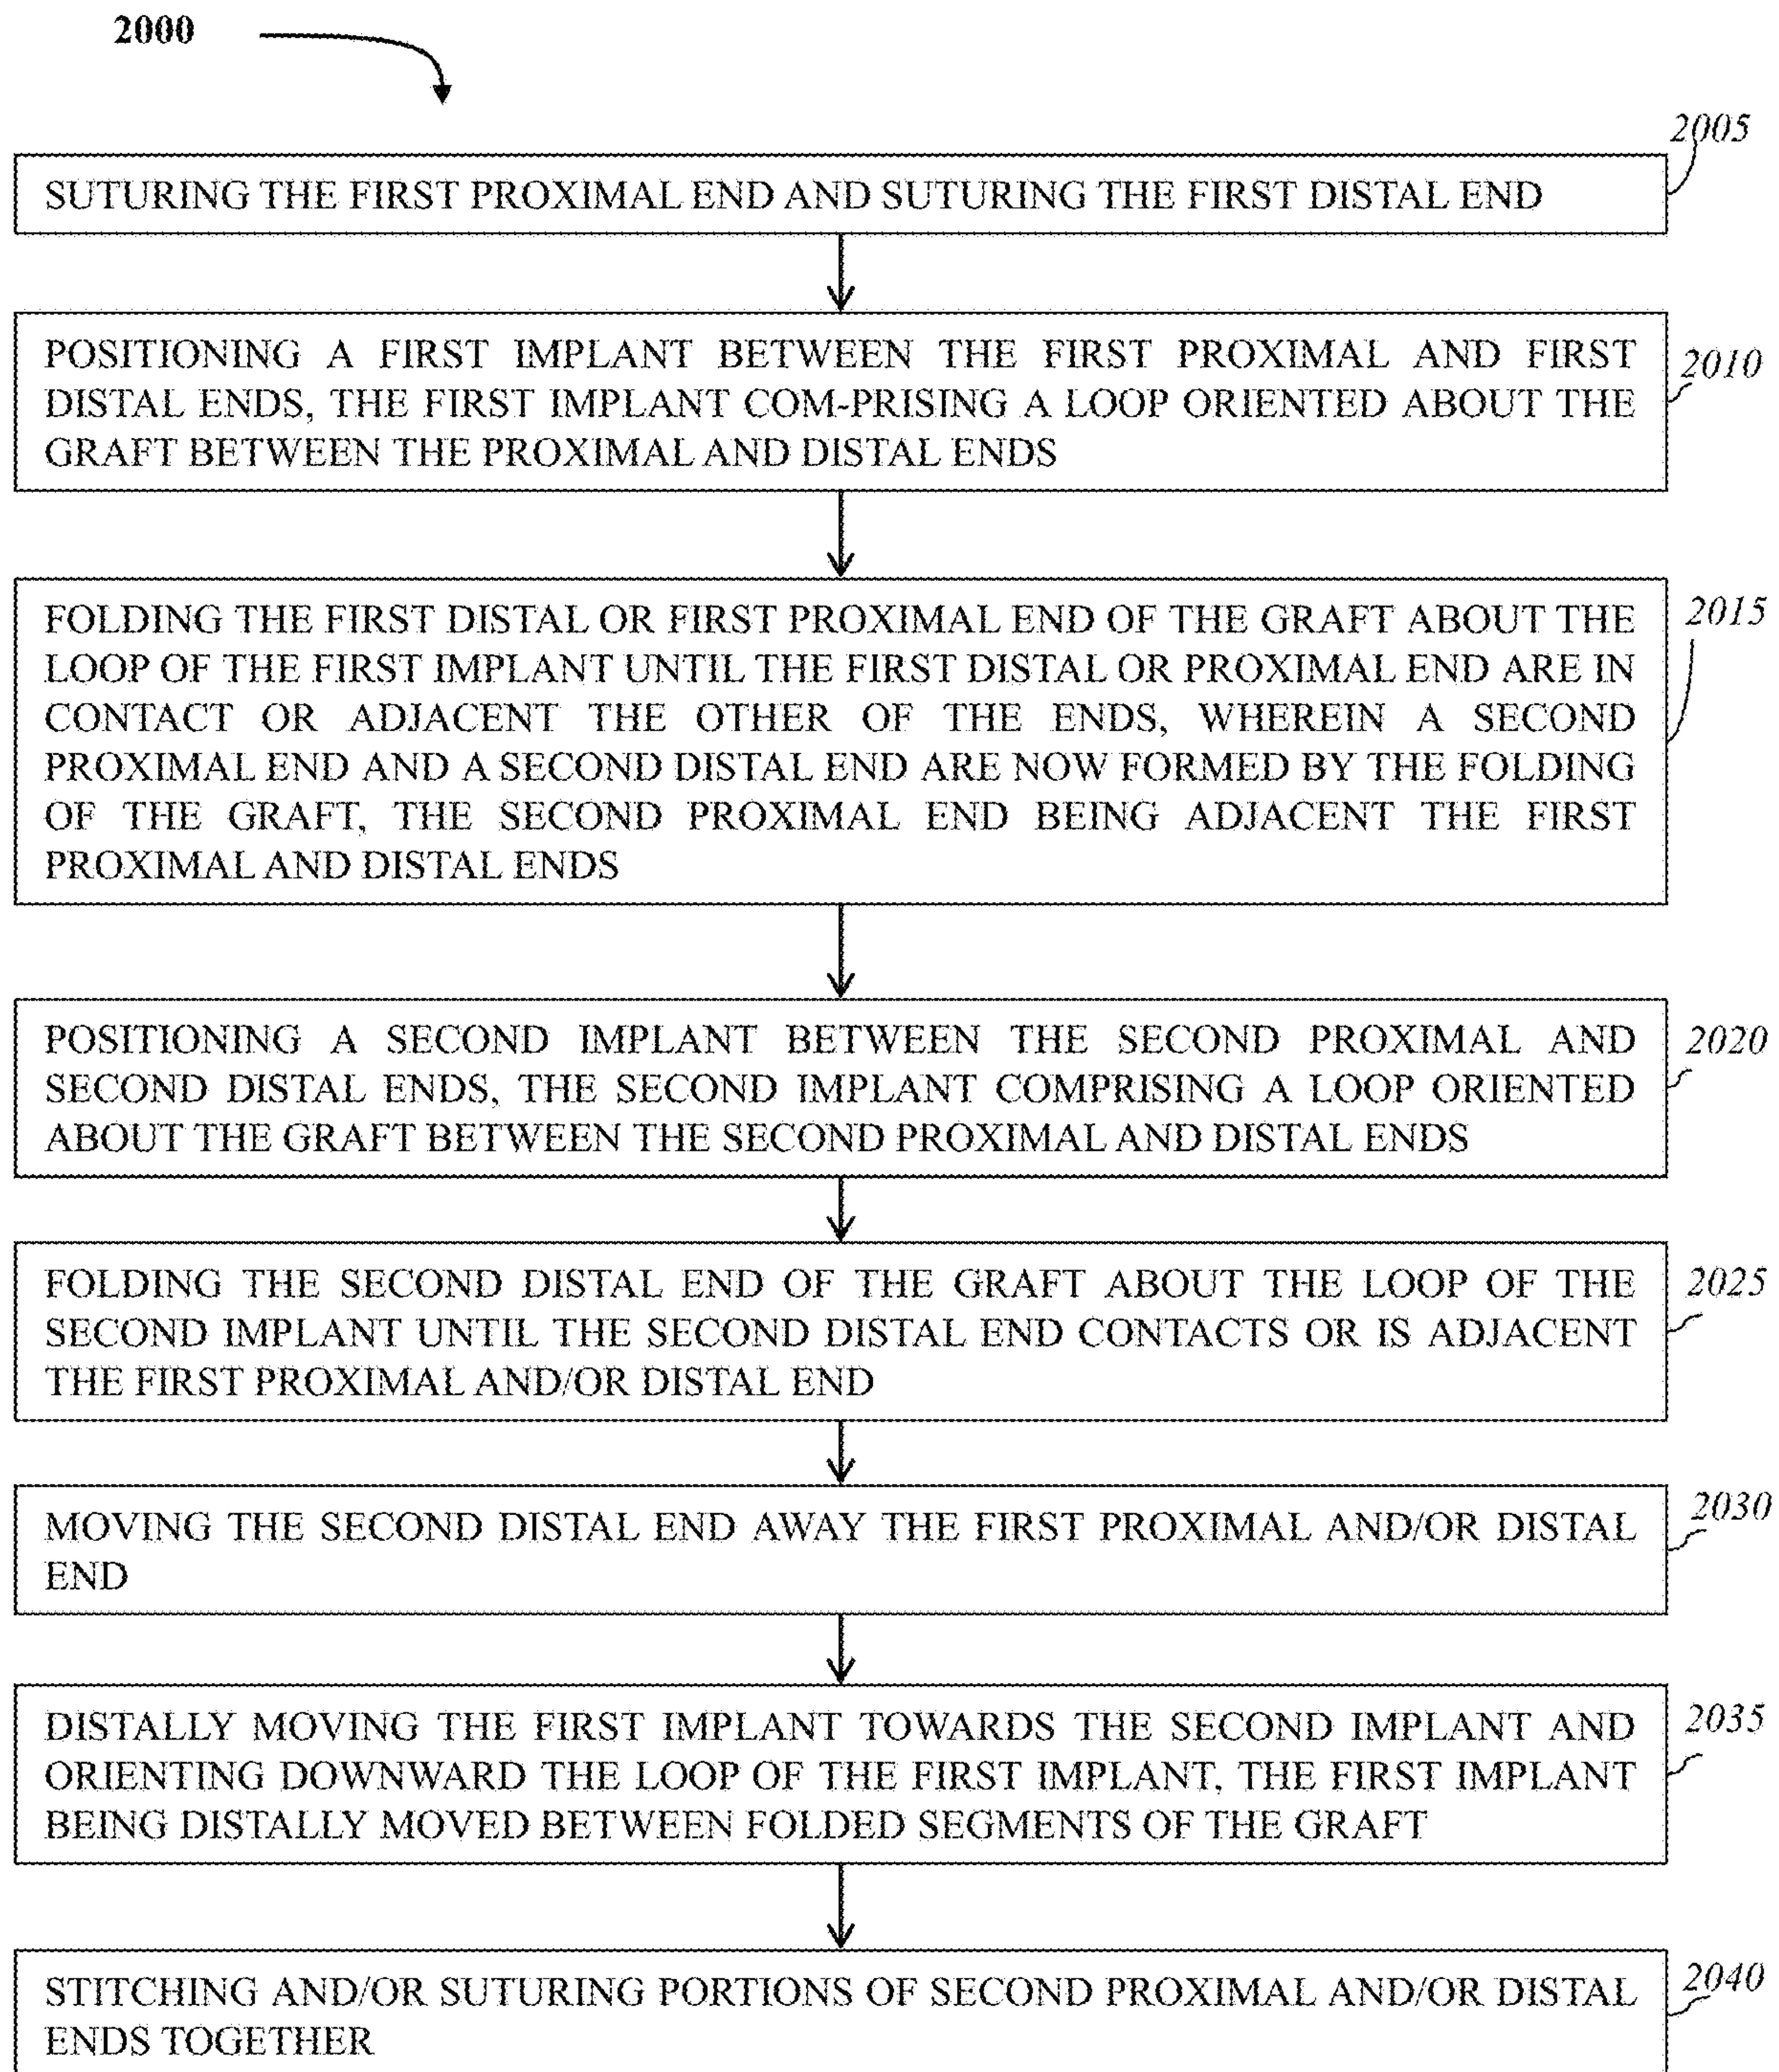 2000
2005
SUTURING THE FIRST PROXIMAL END AND SUTURING THE FIRST DISTAL END
POSITIONING A FIRST IMPLANT BETWEEN THE FIRST PROXIMAL AND FIRST
2010
DISTAL ENDS, THE FIRST IMPLANT COM-PRISING A LOOP ORIENTED ABOUT THE
GRAFT BETWEEN THE PROXIMAL AND DISTAL ENDS
2015
FOLDING THE FIRST DISTAL OR FIRST PROXIMAL END OF THE GRAFT ABOUT THE
LOOP OF THE FIRST IMPLANT UNTIL THE FIRST DISTAL OR PROXIMAL END ARE IN
CONTACT OR ADJACENT THE OTHER OF THE ENDS, WHEREIN A SECOND
PROXIMAL END AND A SECOND DISTAL END ARE NOW FORMED BY THE FOLDING
OF THE GRAFT, THE SECOND PROXIMAL END BEING ADJACENT THE FIRST
PROXIMAL AND DISTAL ENDS
2020
POSITIONING A SECOND IMPLANT BETWEEN THE SECOND PROXIMAL AND
SECOND DISTAL ENDS, THE SECOND IMPLANT COMPRISING A LOOP ORIENTED
ABOUT THE GRAFT BETWEEN THE SECOND PROXIMAL AND DISTAL ENDS
2025
FOLDING THE SECOND DISTAL END OF THE GRAFT ABOUT THE LOOP OF THE
SECOND IMPLANT UNTIL THE SECOND DISTAL END CONTACTS OR IS ADJACENT
THE FIRST PROXIMAL AND/OR DISTAL END
2030
MOVING THE SECOND DISTAL END AWAY THE FIRST PROXIMAL AND/OR DISTAL
END
2035
DISTALLY MOVING THE FIRST IMPLANT TOWARDS THE SECOND IMPLANT AND
ORIENTING DOWNWARD THE LOOP OF THE FIRST IMPLANT, THE FIRST IMPLANT
BEING DISTALLY MOVED BETWEEN FOLDED SEGMENTS OF THE GRAFT
2040
STITCHING AND/OR SUTURING PORTIONS OF SECOND PROXIMAL AND/OR DISTAL
ENDS TOGETHER